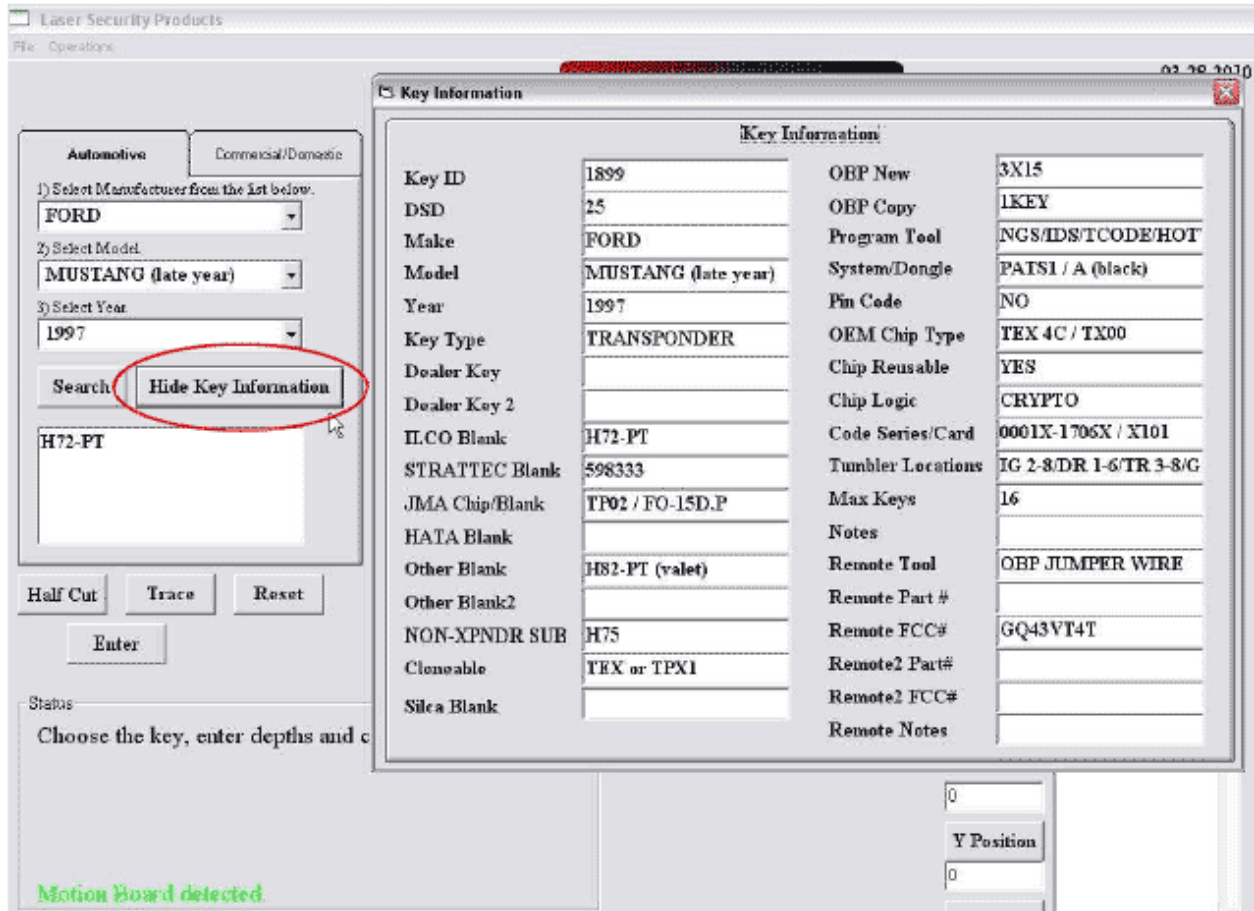 Laser Security Products
File Operations
03-28-2010
Automotive
Commercial/Domestic
1) Select Manufacturer from the list below.
FORD
2) Select Model
MUSTANG (late year)
3) Select Year
1997
Search
Hide Key Information
H72-PT
Half Cut
Trace
Reset
Enter
Status
Choose the key, enter depths and c
Motion Board detected.
Key Information
Key Information
Key ID 1899
DSD 25
Make FORD
Model MUSTANG (late year)
Year 1997
Key Type TRANSPONDER
Dealer Key
Dealer Key 2
ILCO Blank H72-PT
STRATTEC Blank 598333
JMA Chip/Blank TP02 / FO-15D.P
HATA Blank
Other Blank H82-PT (valet)
Other Blank2
NON-XPNDR SUB H75
Cloneable TEX or TPX1
Silca Blank
OBP New 3X15
OBP Copy 1KEY
Program Tool NGS/IDS/TCODE/HOT
System/Dongle PATS1 / A (black)
Pin Code NO
OEM Chip Type TEX 4C / TX00
Chip Reusable YES
Chip Logic CRYPTO
Code Series/Card 0001X-1706X / X101
Tumbler Locations IG 2-8/DR 1-6/TR 3-8/G
Max Keys 16
Notes
Remote Tool OBP JUMPER WIRE
Remote Part #
Remote FCC# GQ43VT4T
Remote2 Part#
Remote2 FCC#
Remote Notes
0
Y Position
0